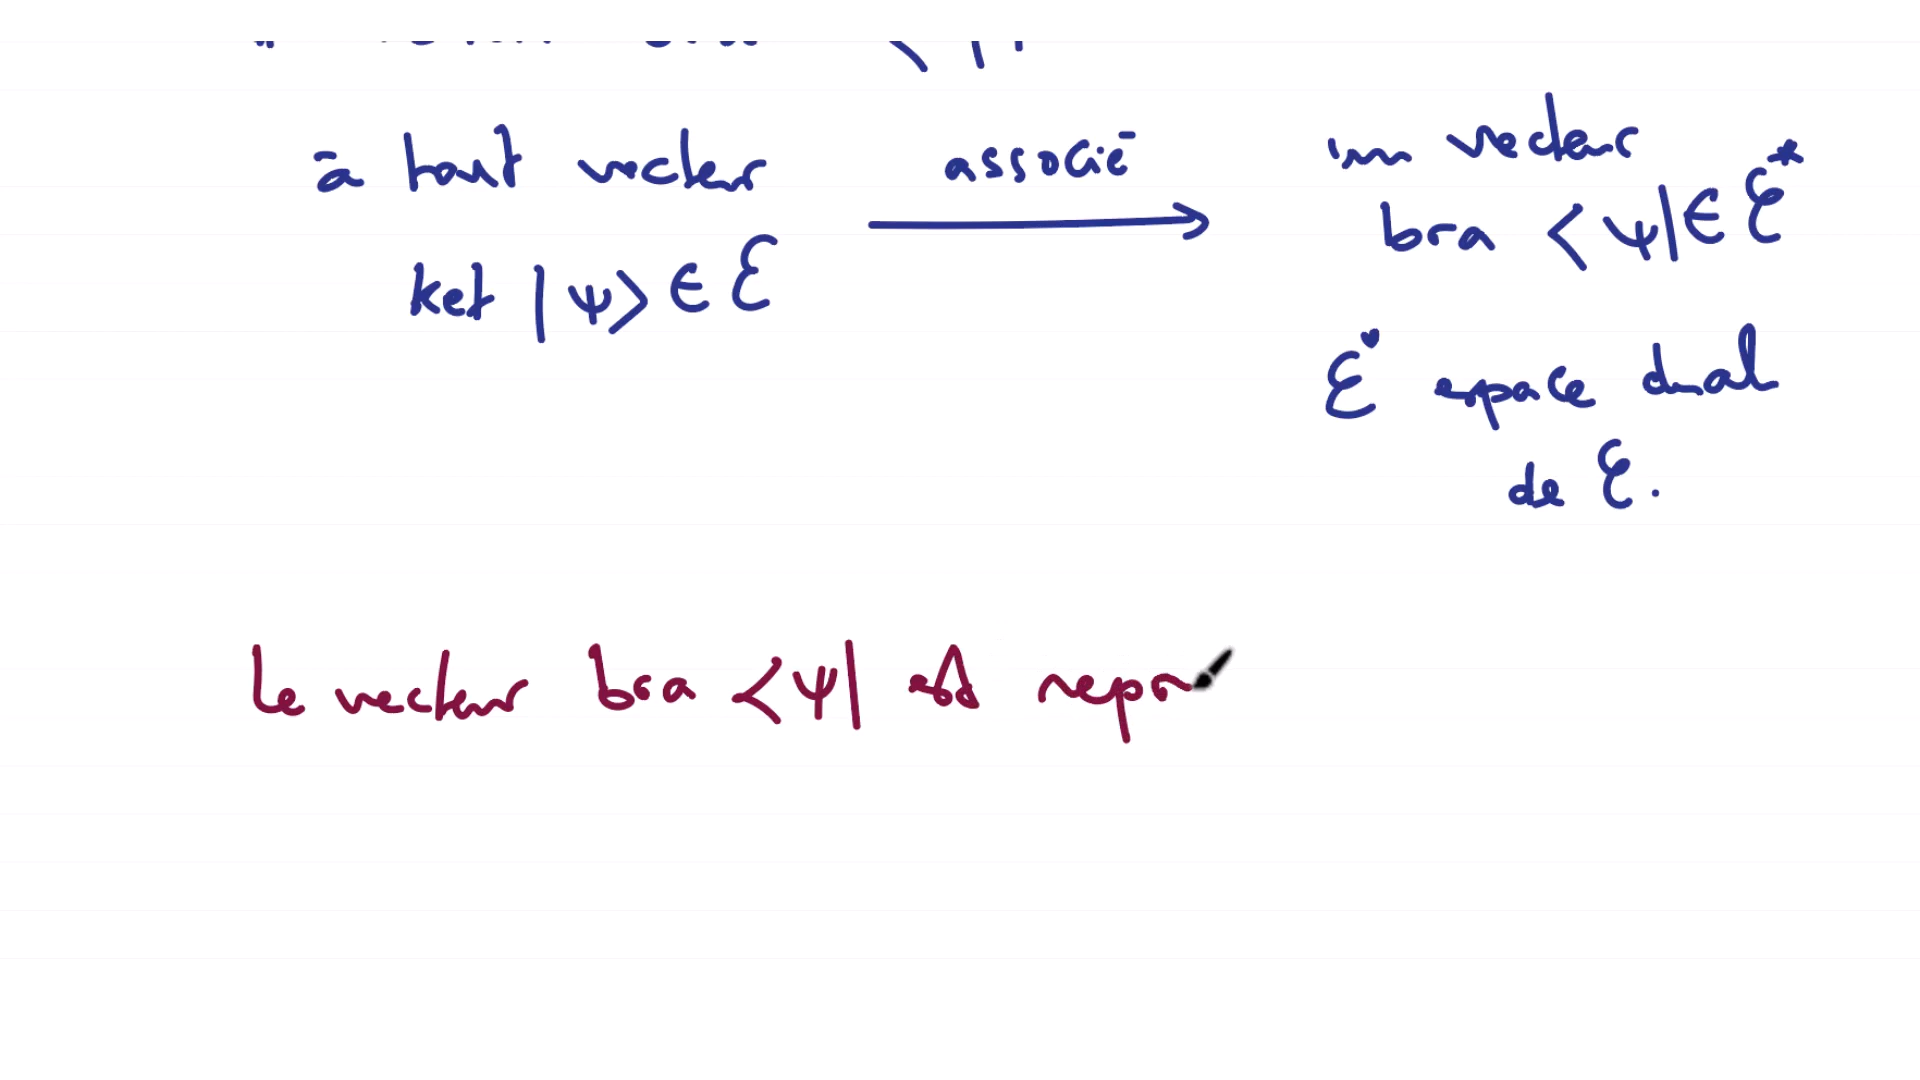 à tout vecteur associé un vecteur
ket |ψ> ∈ ℰ bra <ψ| ∈ ℰ*
ℰ* espace dual
de ℰ.
le vecteur bra <ψ| est repr